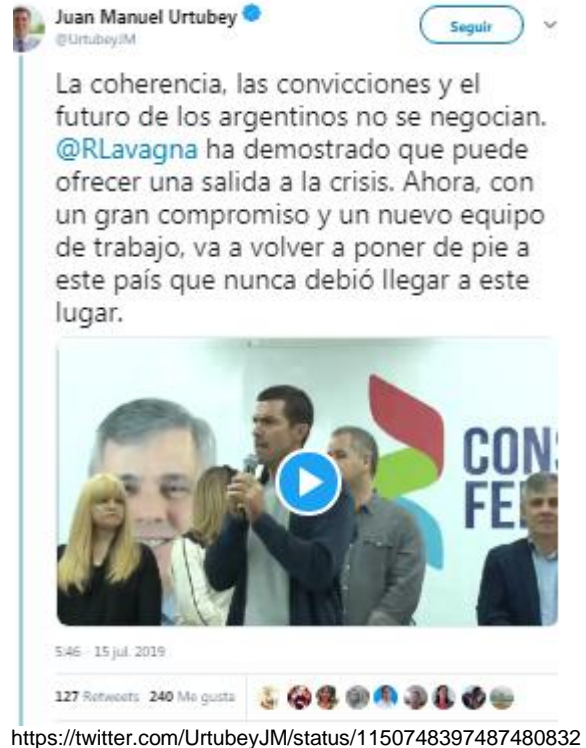 Juan Manuel Urtubey
@UrtubeyJM
Seguir
La coherencia, las convicciones y el
futuro de los argentinos no se negocian.
@RLavagna ha demostrado que puede
ofrecer una salida a la crisis. Ahora, con
un gran compromiso y un nuevo equipo
de trabajo, va a volver a poner de pie a
este país que nunca debió llegar a este
lugar.
CONS
FE
5:46 - 15 jul. 2019
127 Retweets 240 Me gusta
https://twitter.com/UrtubeyJM/status/1150748397487480832